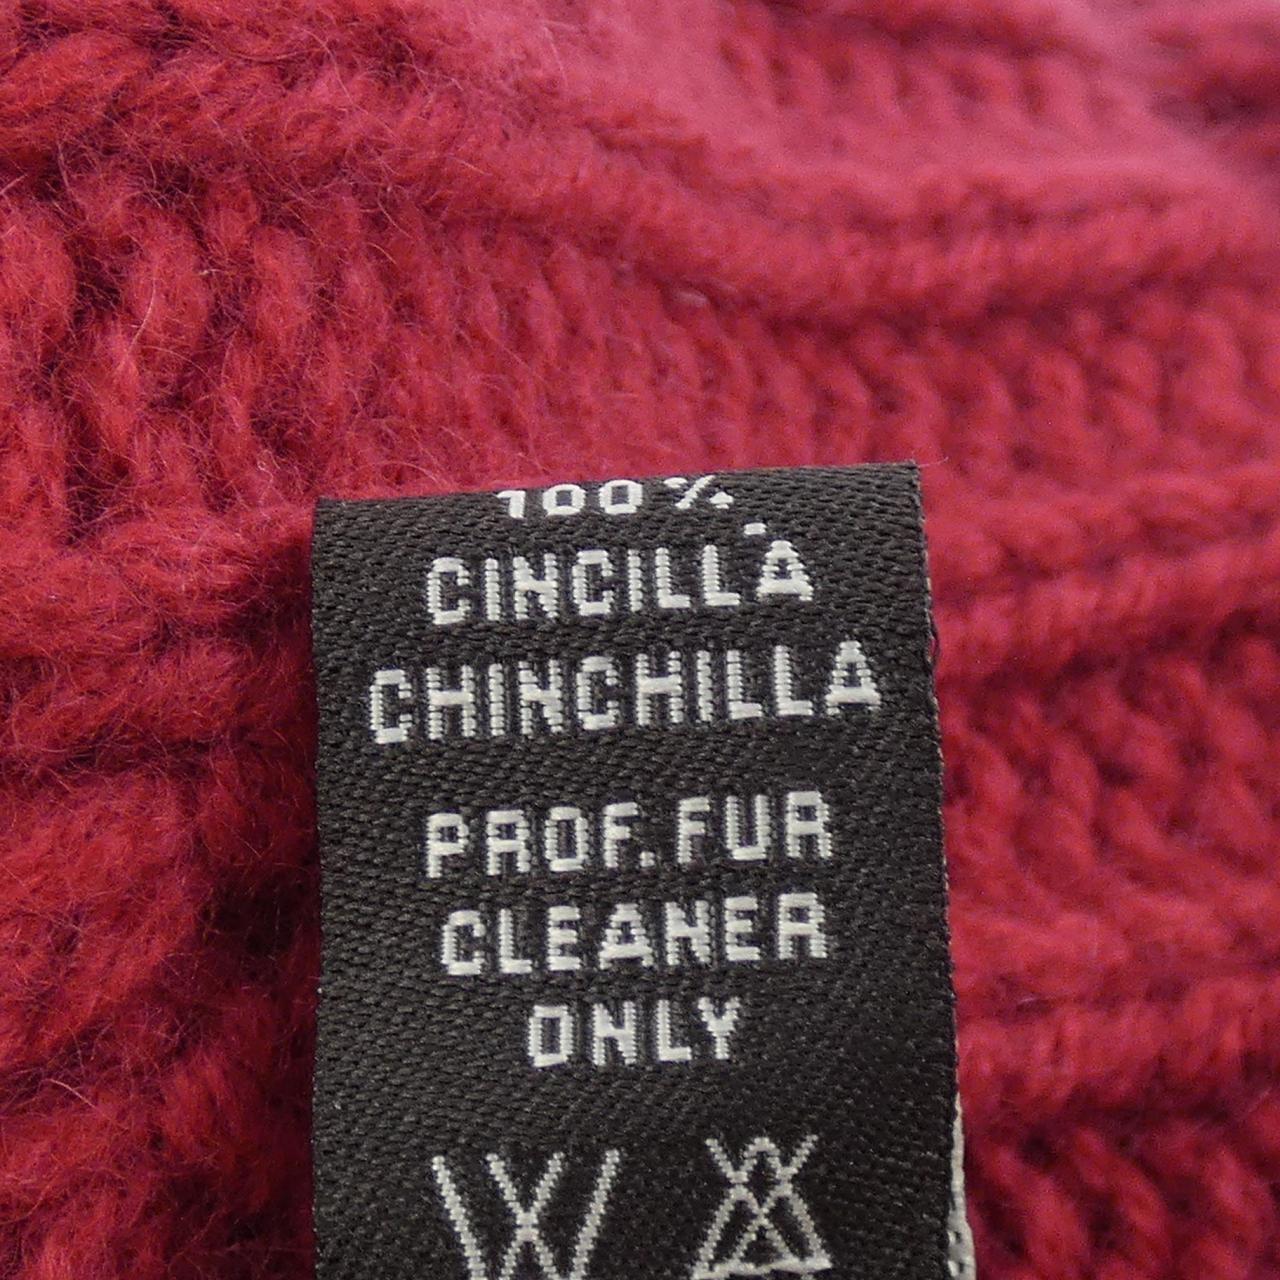 100%
CINCILLÀ
CHINCHILLA
PROF. FUR
CLEANER
ONLY